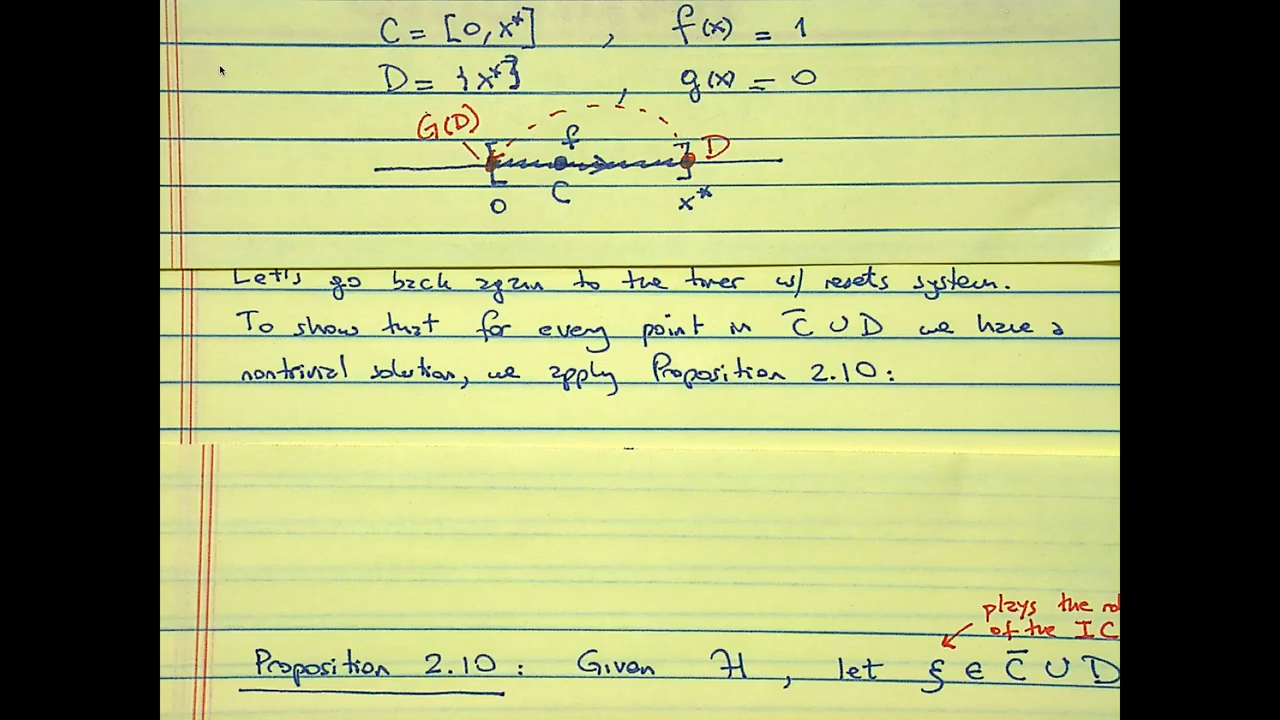 C = [0, x*] , f(x) = 1
D = {x*} , g(x) = 0
G(D) f D
C
0 x*
Let's go back again to the timer w/ resets system.
To show that for every point in C̅ ∪ D we have a
nontrivial solution, we apply Proposition 2.10:
plays the
of the IC
Proposition 2.10: Given H, let ξ ∈ C̅ ∪ D